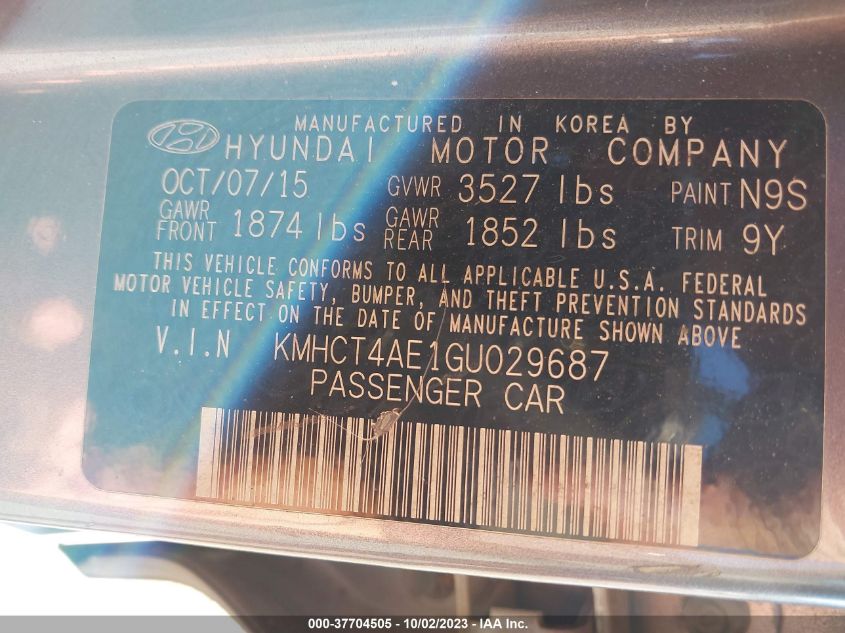 MANUFACTURED IN KOREA BY
HYUNDAI MOTOR COMPANY
OCT/07/15 GVWR 3527 lbs PAINT N9S
GAWR FRONT 1874 lbs GAWR REAR 1852 lbs TRIM 9Y
THIS VEHICLE CONFORMS TO ALL APPLICABLE U.S.A. FEDERAL
MOTOR VEHICLE SAFETY, BUMPER, AND THEFT PREVENTION STANDARDS
IN EFFECT ON THE DATE OF MANUFACTURE SHOWN ABOVE
V.I.N KMHCT4AE1GU029687
PASSENGER CAR
000-37704505 - 10/02/2023 - IAA Inc.